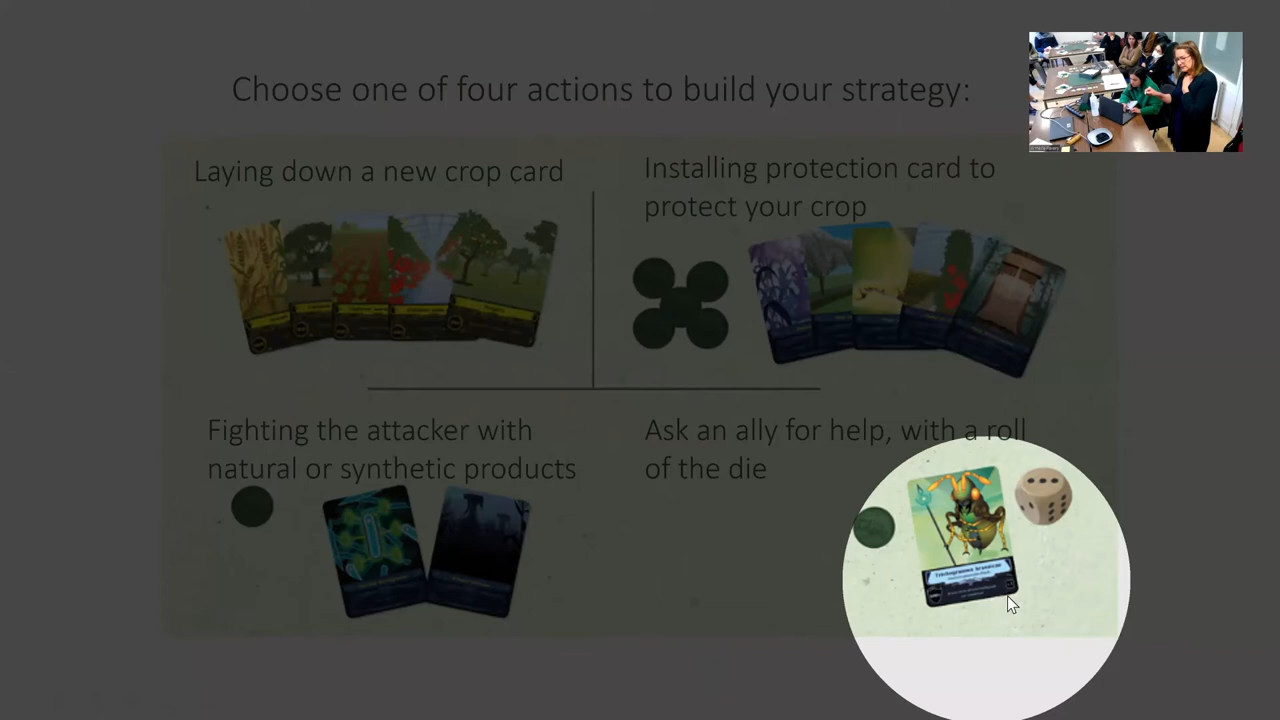 Choose one of four actions to build your strategy:
Laying down a new crop card
Installing protection card to
protect your crop
Fighting the attacker with
natural or synthetic products
Ask an ally for help, with a roll
of the die
Trichogramma brassicae